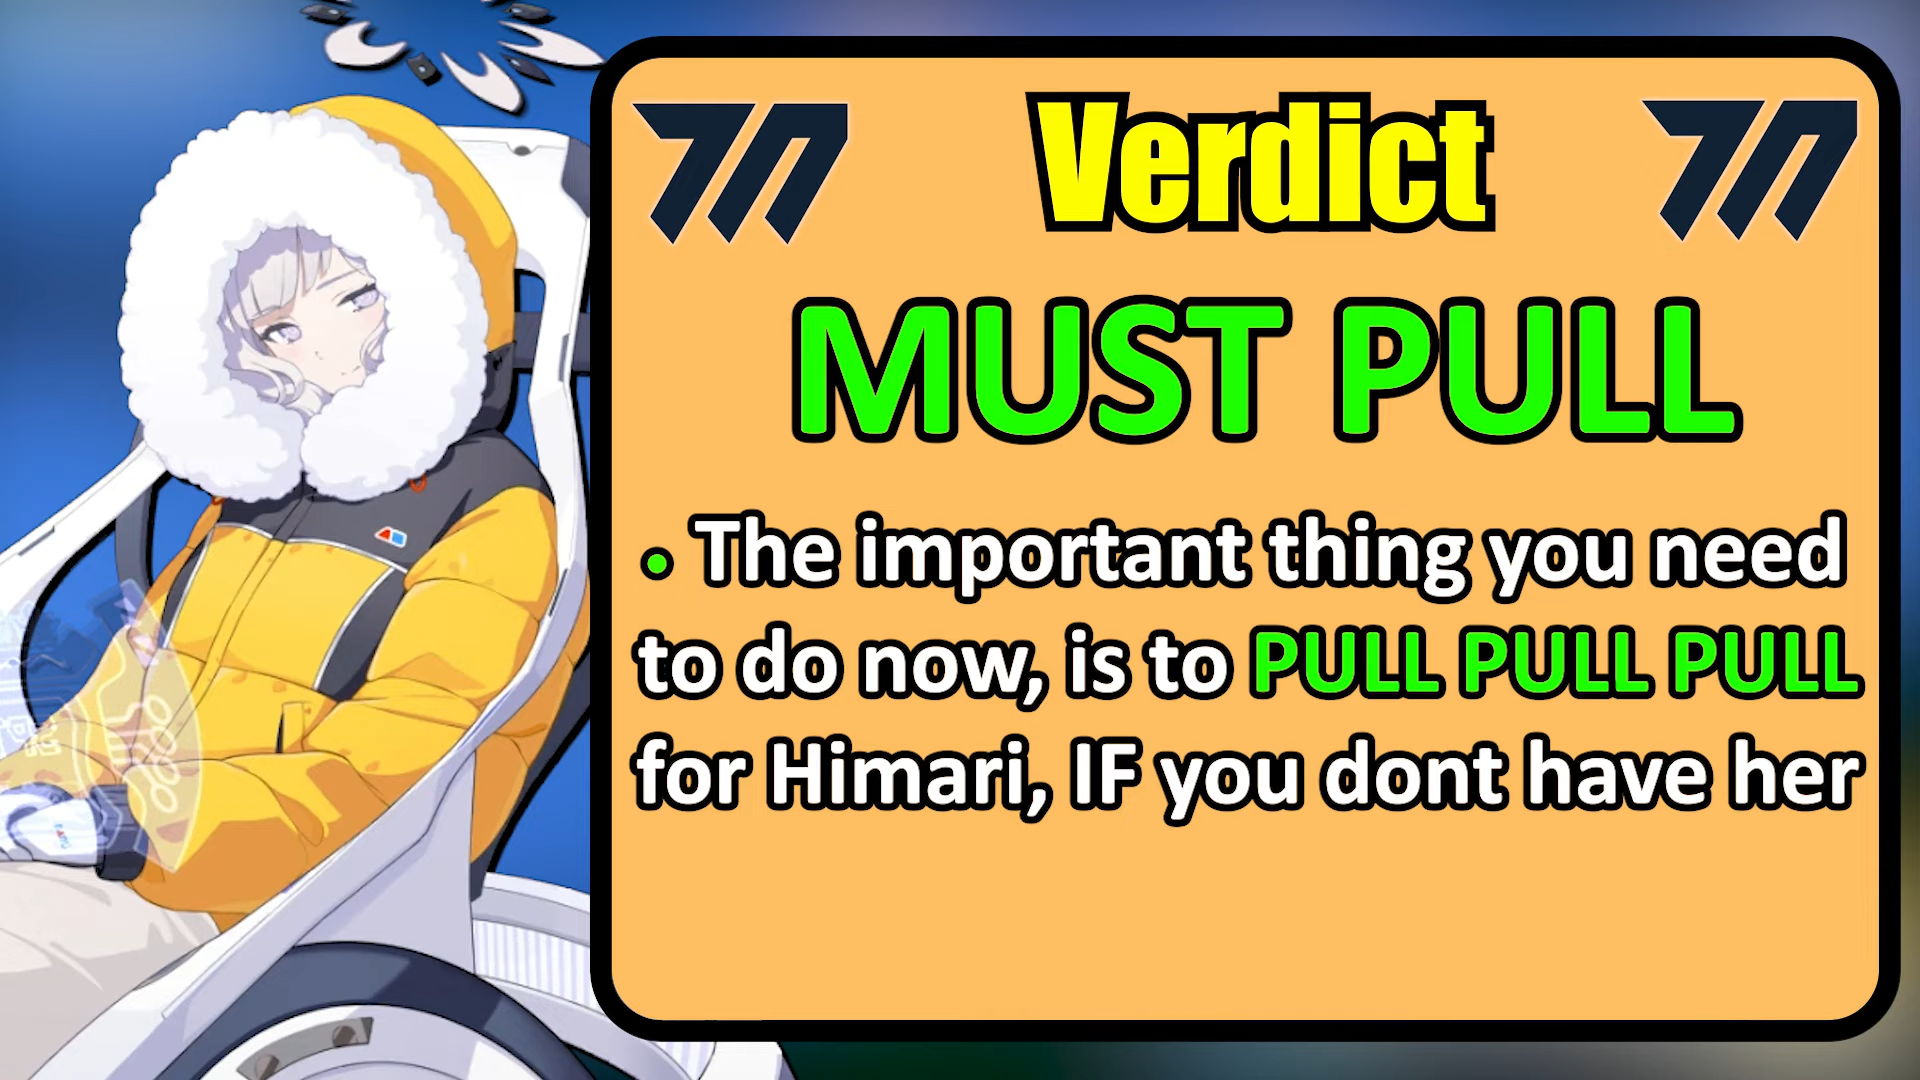 Verdict
MUST PULL
• The important thing you need
to do now, is to PULL PULL PULL
for Himari, IF you dont have her